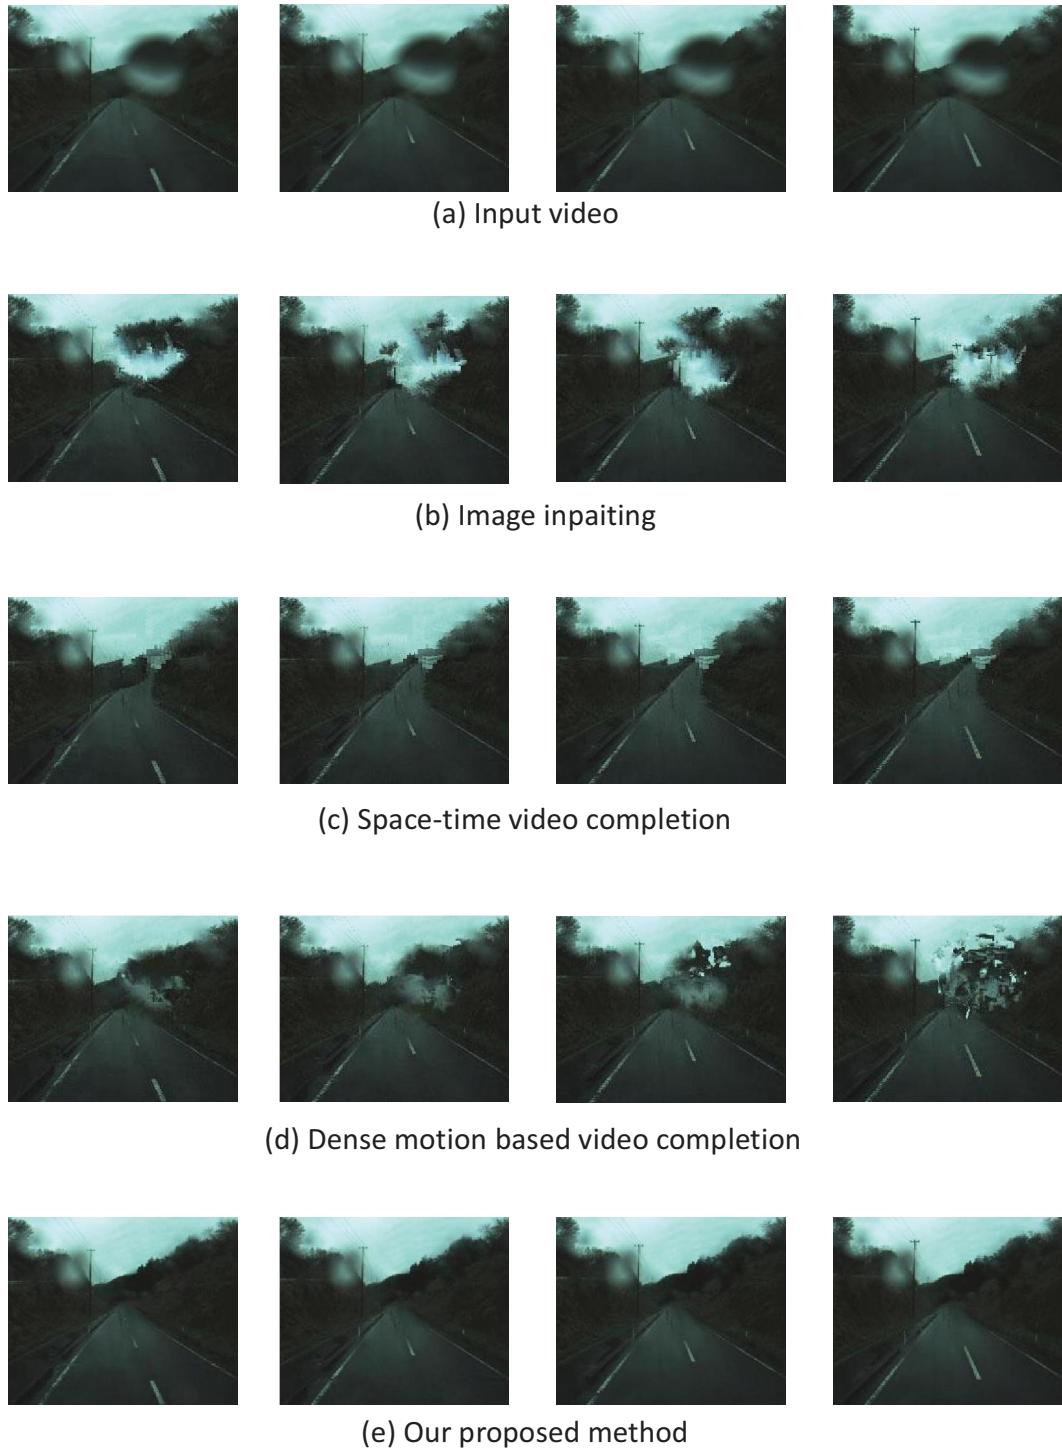 (a) Input video
(b) Image inpaiting
(c) Space-time video completion
(d) Dense motion based video completion
(e) Our proposed method